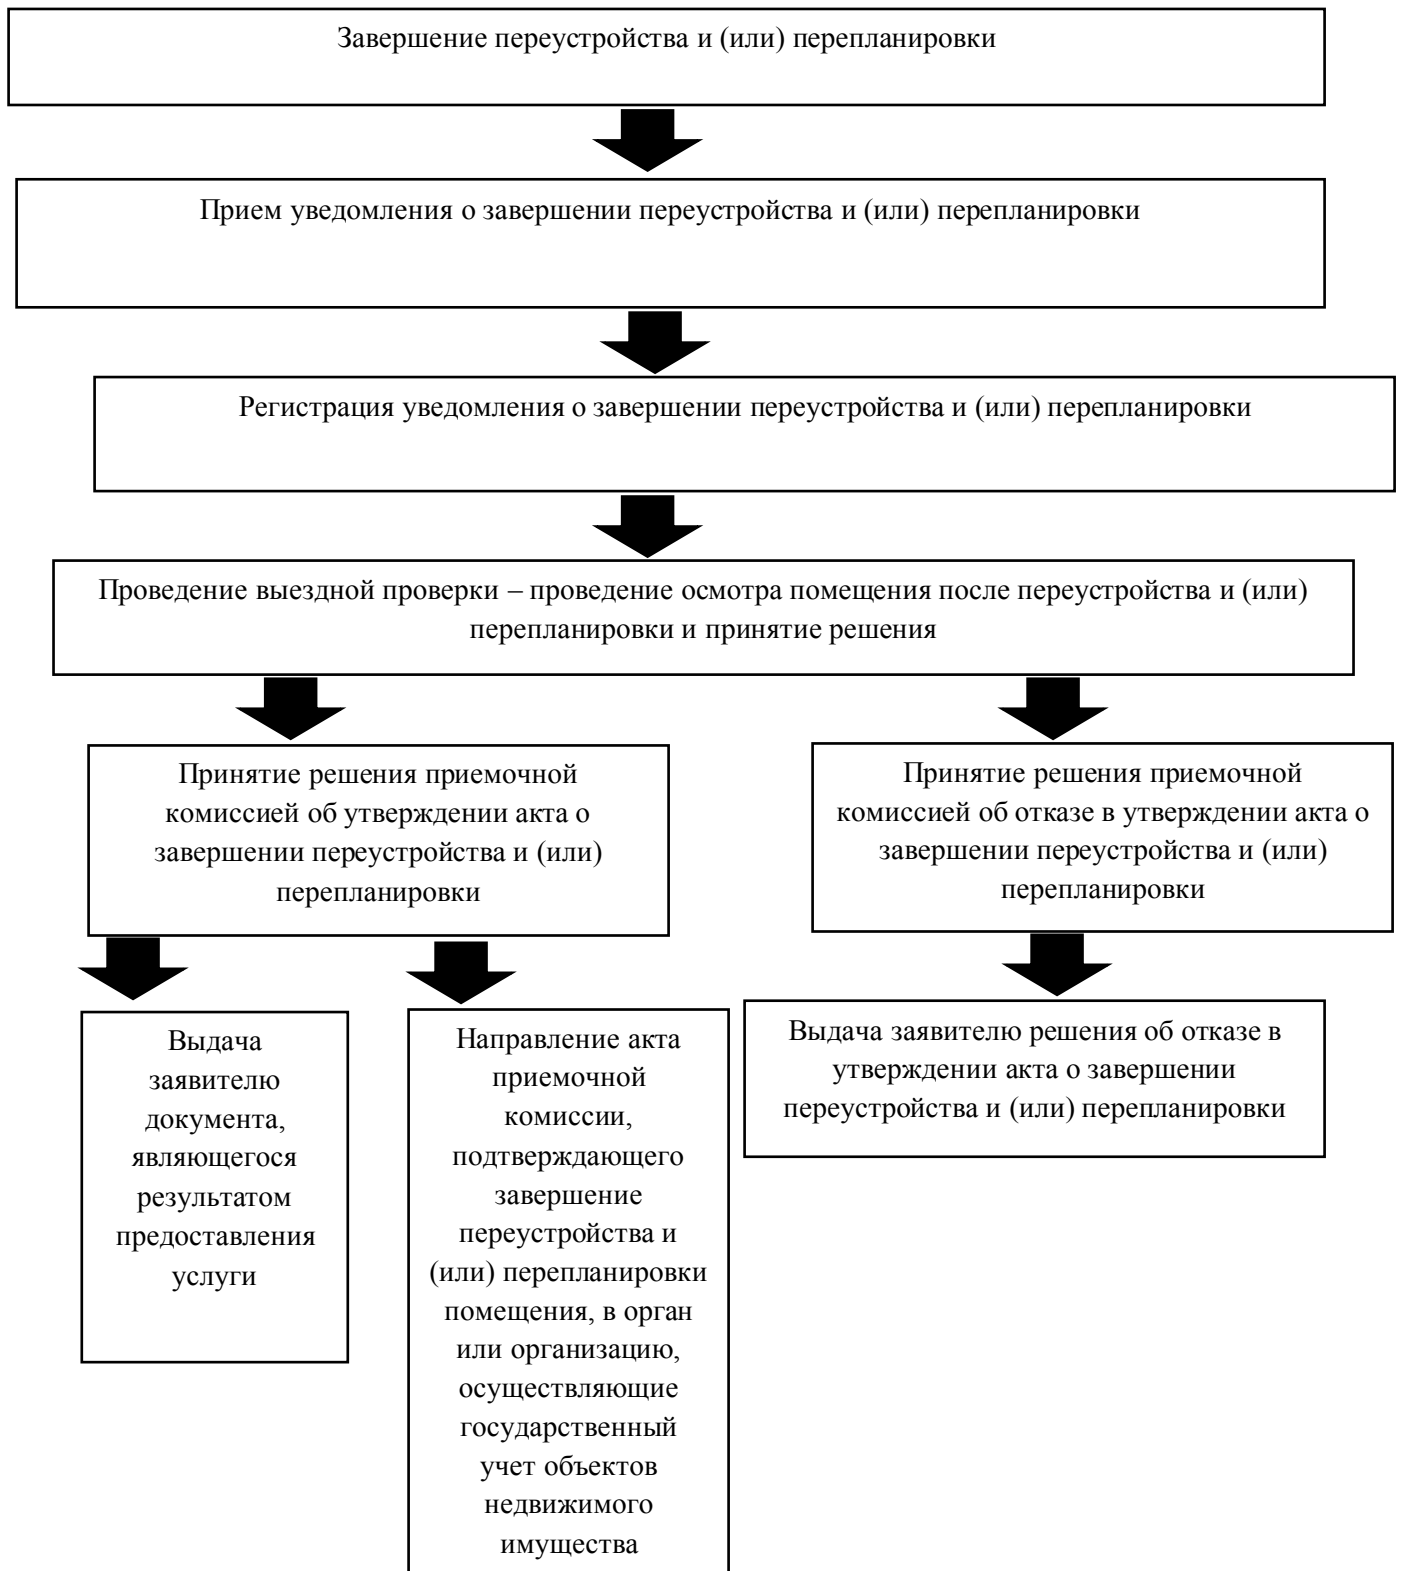 Завершение переустройства и (или) перепланировки
Прием уведомления о завершении переустройства и (или) перепланировки
Регистрация уведомления о завершении переустройства и (или) перепланировки
Проведение выездной проверки – проведение осмотра помещения после переустройства и (или)
перепланировки и принятие решения
Принятие решения приемочной
комиссией об утверждении акта о
завершении переустройства и (или)
перепланировки
Принятие решения приемочной
комиссией об отказе в утверждении акта о
завершении переустройства и (или)
перепланировки
Выдача
заявителю
документа,
являющегося
результатом
предоставления
услуги
Направление акта
приемочной
комиссии,
подтверждающего
завершение
переустройства и
(или) перепланировки
помещения, в орган
или организацию,
осуществляющие
государственный
учет объектов
недвижимого
имущества
Выдача заявителю решения об отказе в
утверждении акта о завершении
переустройства и (или) перепланировки